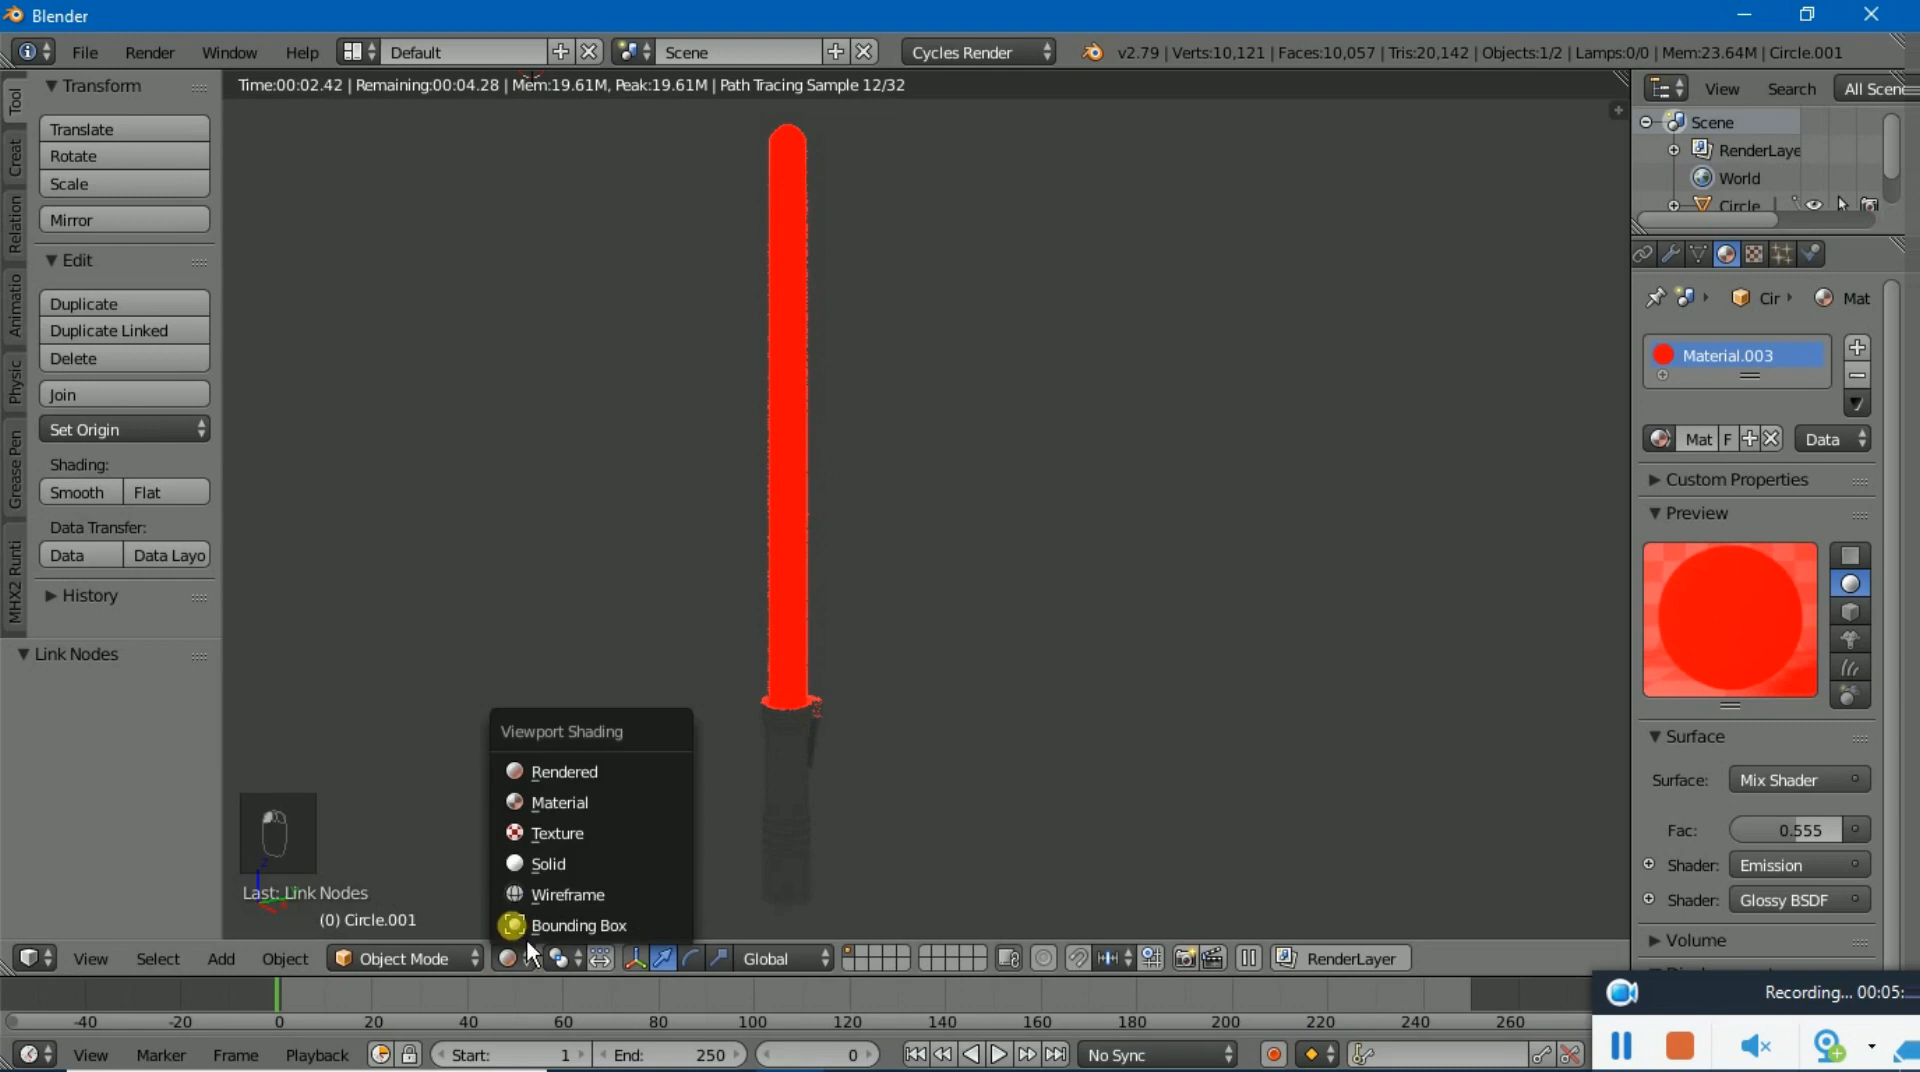 Blender
File Render Window Help Default Scene Cycles Render v2.79 | Verts:10,121 | Faces:10,057 | Tris:20,142 | Objects:1/2 | Lamps:0/0 | Mem:23.64M | Circle.001
Time:00:02.42 | Remaining:00:04.28 | Mem:19.61M, Peak:19.61M | Path Tracing Sample 12/32
Tool
Creat
Relation
Animatio
Physic
Grease Pen
MHX2 Runti
Transform
Translate
Rotate
Scale
Mirror
Edit
Duplicate
Duplicate Linked
Delete
Join
Set Origin
Shading:
Smooth Flat
Data Transfer:
Data Data Layo
History
Link Nodes
Viewport Shading
Rendered
Material
Texture
Solid
Wireframe
Bounding Box
Last: Link Nodes
(0) Circle.001
View Search All Scen
Scene
RenderLaye
World
Circle
Cir Mat
Material.003
Mat F Data
Custom Properties
Preview
Surface
Surface: Mix Shader
Fac: 0.555
Shader: Emission
Shader: Glossy BSDF
Volume
View Select Add Object Object Mode Global RenderLayer
-40 -20 0 20 40 60 80 100 120 140 160 180 200 220 240 260
View Marker Frame Playback Start: 1 End: 250 0 No Sync
Recording... 00:05: